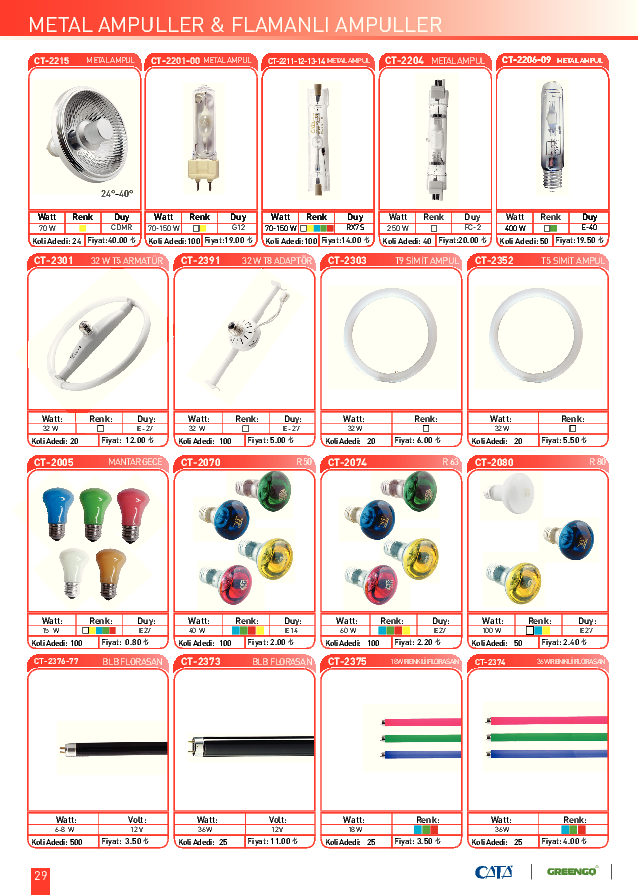 METAL AMPULLER & FLAMANLI AMPULLER
CT-2215 METAL AMPUL
24°-40°
Watt Renk Duy
70 W CDMR
Koli Adedi: 24 Fiyat: 40.00 ₺
CT-2201-00 METAL AMPUL
Watt Renk Duy
70-150 W G12
Koli Adedi: 100 Fiyat: 19.00 ₺
CT-2211-12-13-14 METAL AMPUL
Watt Renk Duy
70-150 W RX7S
Koli Adedi: 100 Fiyat: 14.00 ₺
CT-2204 METAL AMPUL
Watt Renk Duy
250 W FC-2
Koli Adedi: 40 Fiyat: 20.00 ₺
CT-2206-09 METAL AMPUL
Watt Renk Duy
400 W E-40
Koli Adedi: 50 Fiyat: 19.50 ₺
CT-2301 32 W T5 ARMATÜR
Watt: Renk: Duy:
32 W E-27
Koli Adedi: 20 Fiyat: 12.00 ₺
CT-2391 32 W T8 ADAPTÖR
Watt: Renk: Duy:
32 W E-27
Koli Adedi: 100 Fiyat: 5.00 ₺
CT-2303 T9 SİMİT AMPUL
Watt: Renk:
32 W
Koli Adedi: 20 Fiyat: 6.00 ₺
CT-2352 T5 SİMİT AMPUL
Watt: Renk:
32 W
Koli Adedi: 20 Fiyat: 5.50 ₺
CT-2005 MANTAR GECE
Watt: Renk: Duy:
15 W E27
Koli Adedi: 100 Fiyat: 0.80 ₺
CT-2070 R 50
Watt: Renk: Duy:
40 W E14
Koli Adedi: 100 Fiyat: 2.00 ₺
CT-2074 R 63
Watt: Renk: Duy:
60 W E27
Koli Adedi: 100 Fiyat: 2.20 ₺
CT-2080 R 80
Watt: Renk: Duy:
100 W E27
Koli Adedi: 50 Fiyat: 2.40 ₺
CT-2376-77 BLB FLORASAN
Watt: Volt:
6-8 W 12V
Koli Adedi: 500 Fiyat: 3.50 ₺
CT-2373 BLB FLORASAN
Watt: Volt:
36W 12V
Koli Adedi: 25 Fiyat: 11.00 ₺
CT-2375 18W RENKLİ FLORASAN
Watt: Renk:
18W
Koli Adedi: 25 Fiyat: 3.50 ₺
CT-2374 36W RENKLİ FLORASAN
Watt: Renk:
36W
Koli Adedi: 25 Fiyat: 4.00 ₺
29
CATA
GREENGO